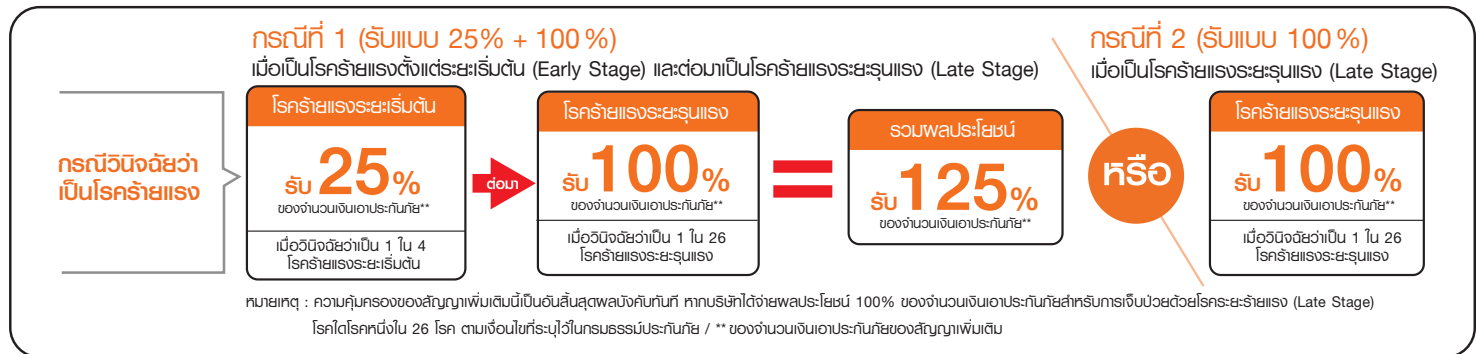 กรณีวินิจฉัยว่า
เป็นโรคร้ายแรง
กรณีที่ 1 (รับแบบ 25% + 100%)
เมื่อเป็นโรคร้ายแรงตั้งแต่ระยะเริ่มต้น (Early Stage) และต่อมาเป็นโรคร้ายแรงระยะรุนแรง (Late Stage)
โรคร้ายแรงระยะเริ่มต้น
รับ 25%
ของจำนวนเงินเอาประกันภัย**
เมื่อวินิจฉัยว่าเป็น 1 ใน 4
โรคร้ายแรงระยะเริ่มต้น
ต่อมา
โรคร้ายแรงระยะรุนแรง
รับ 100%
ของจำนวนเงินเอาประกันภัย**
เมื่อวินิจฉัยว่าเป็น 1 ใน 26
โรคร้ายแรงระยะรุนแรง
=
รวมผลประโยชน์
รับ 125%
ของจำนวนเงินเอาประกันภัย**
หรือ
กรณีที่ 2 (รับแบบ 100%)
เมื่อเป็นโรคร้ายแรงระยะรุนแรง (Late Stage)
โรคร้ายแรงระยะรุนแรง
รับ 100%
ของจำนวนเงินเอาประกันภัย**
เมื่อวินิจฉัยว่าเป็น 1 ใน 26
โรคร้ายแรงระยะรุนแรง
หมายเหตุ : ความคุ้มครองของสัญญาเพิ่มเติมนี้เป็นอันสิ้นสุดผลบังคับทันที หากบริษัทได้จ่ายผลประโยชน์ 100% ของจำนวนเงินเอาประกันภัยสำหรับการเจ็บป่วยด้วยโรคระยะร้ายแรง (Late Stage)
โรคใดโรคหนึ่งใน 26 โรค ตามเงื่อนไขที่ระบุไว้ในกรมธรรม์ประกันภัย / ** ของจำนวนเงินเอาประกันภัยของสัญญาเพิ่มเติม